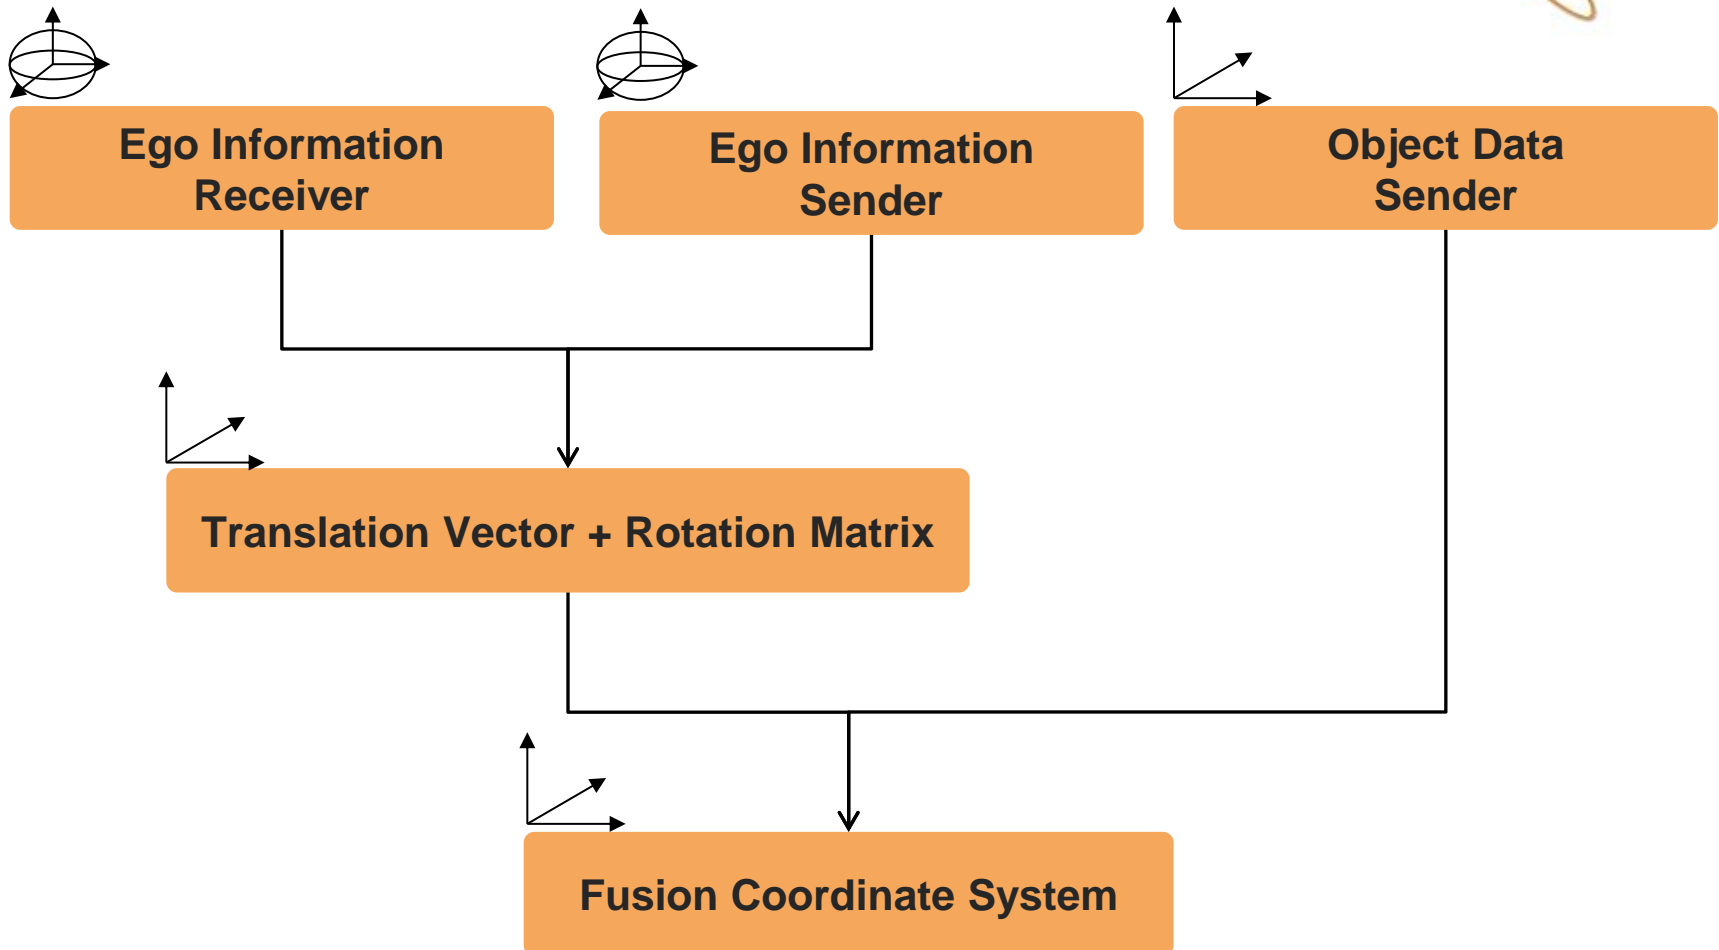 Ego Information
Receiver
Ego Information
Sender
Object Data
Sender
Translation Vector + Rotation Matrix
Fusion Coordinate System